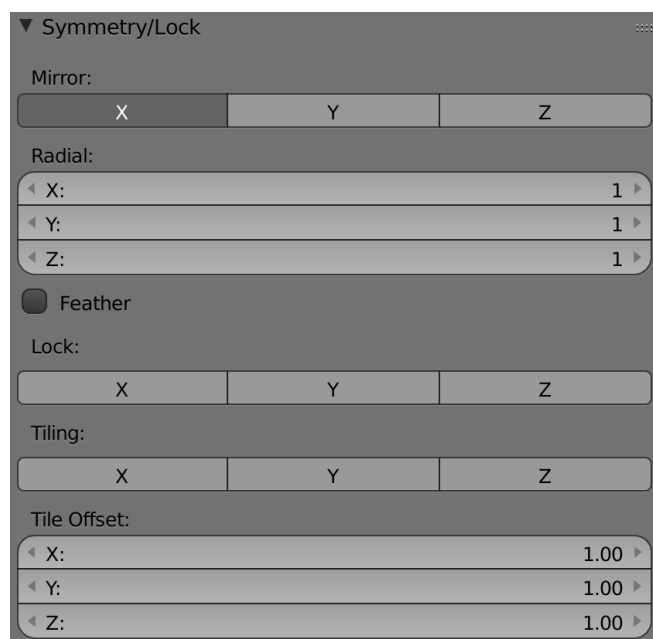 Symmetry/Lock
Mirror:
X Y Z
Radial:
X: 1
Y: 1
Z: 1
Feather
Lock:
X Y Z
Tiling:
X Y Z
Tile Offset:
X: 1.00
Y: 1.00
Z: 1.00